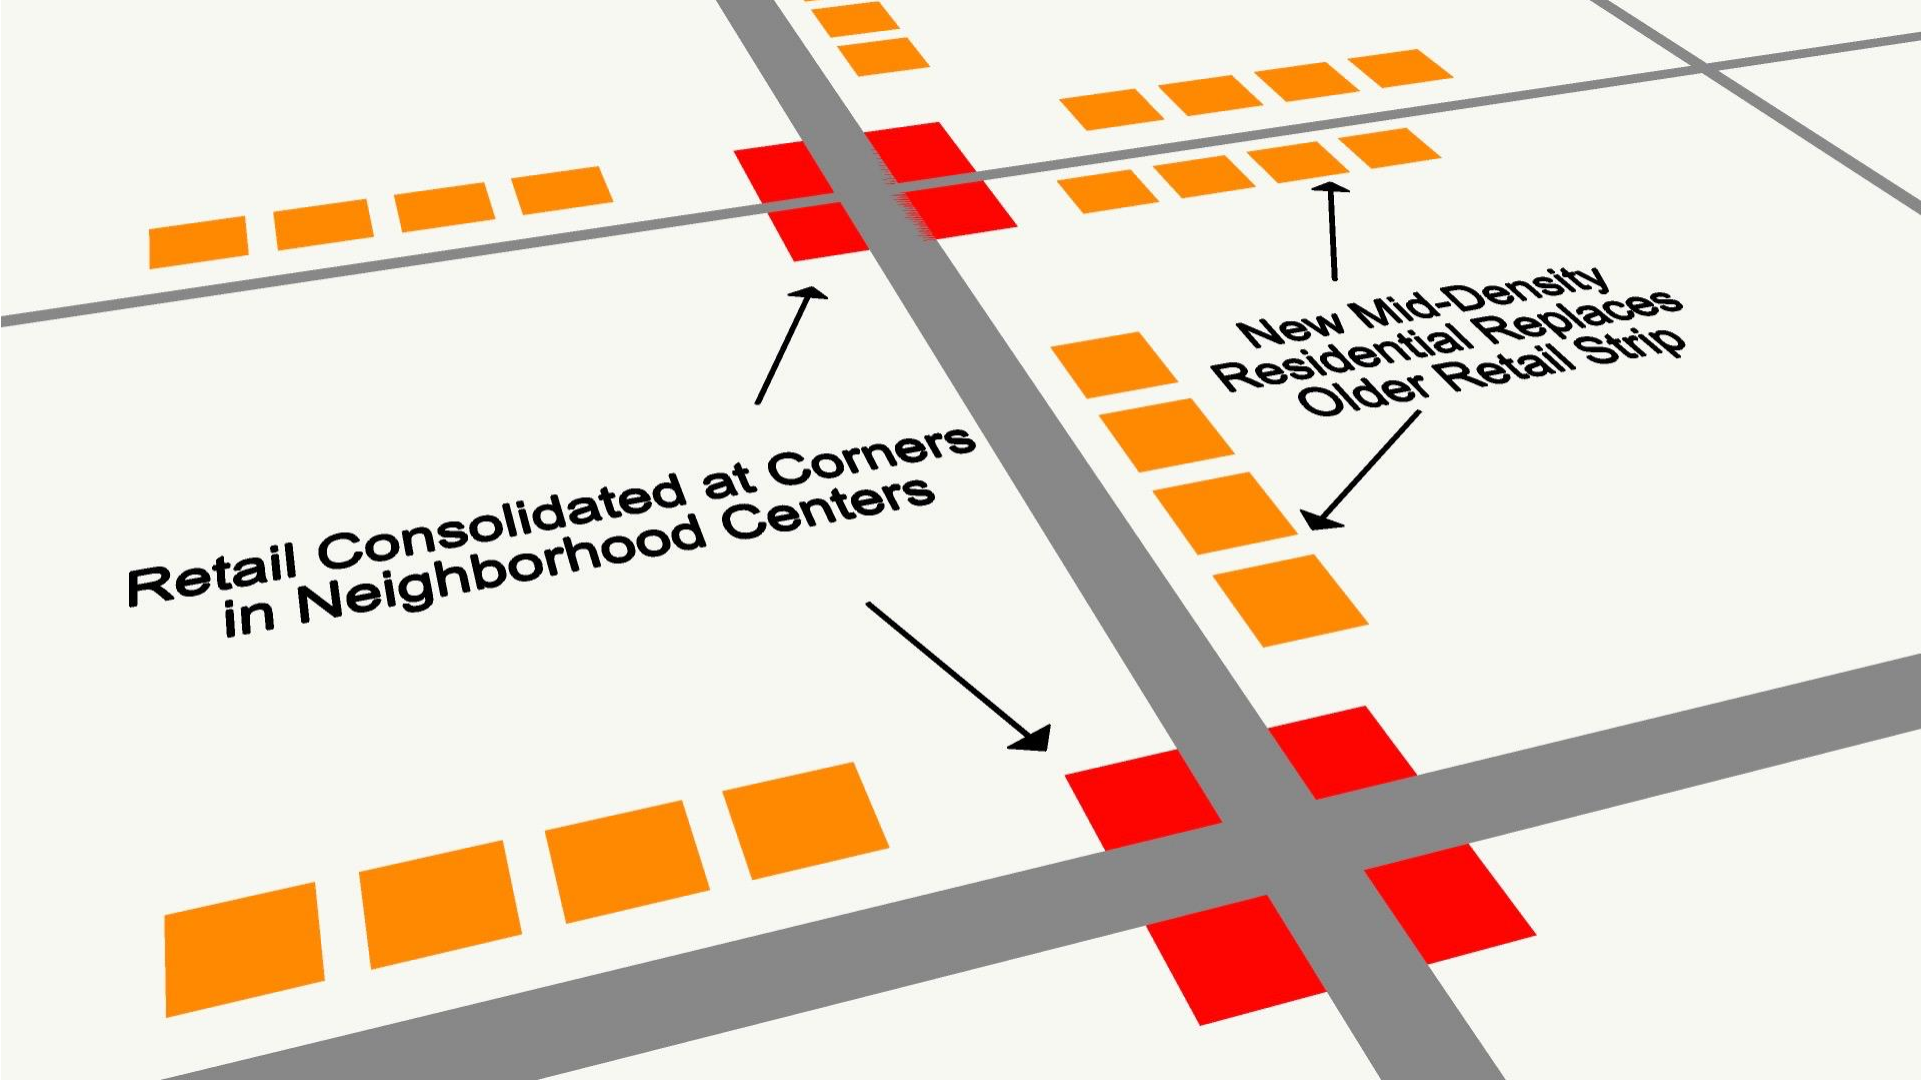 New Mid-Density
Residential Replaces
Older Retail Strip
Retail Consolidated at Corners
in Neighborhood Centers